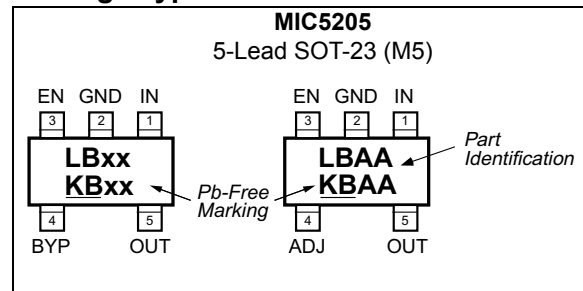 MIC5205
5-Lead SOT-23 (M5)
EN GND IN
3 2 1
LBxx
KBxx
4 5
BYP OUT
EN GND IN
3 2 1
LBAA
KBAA
4 5
ADJ OUT
Part
Identification
Pb-Free
Marking